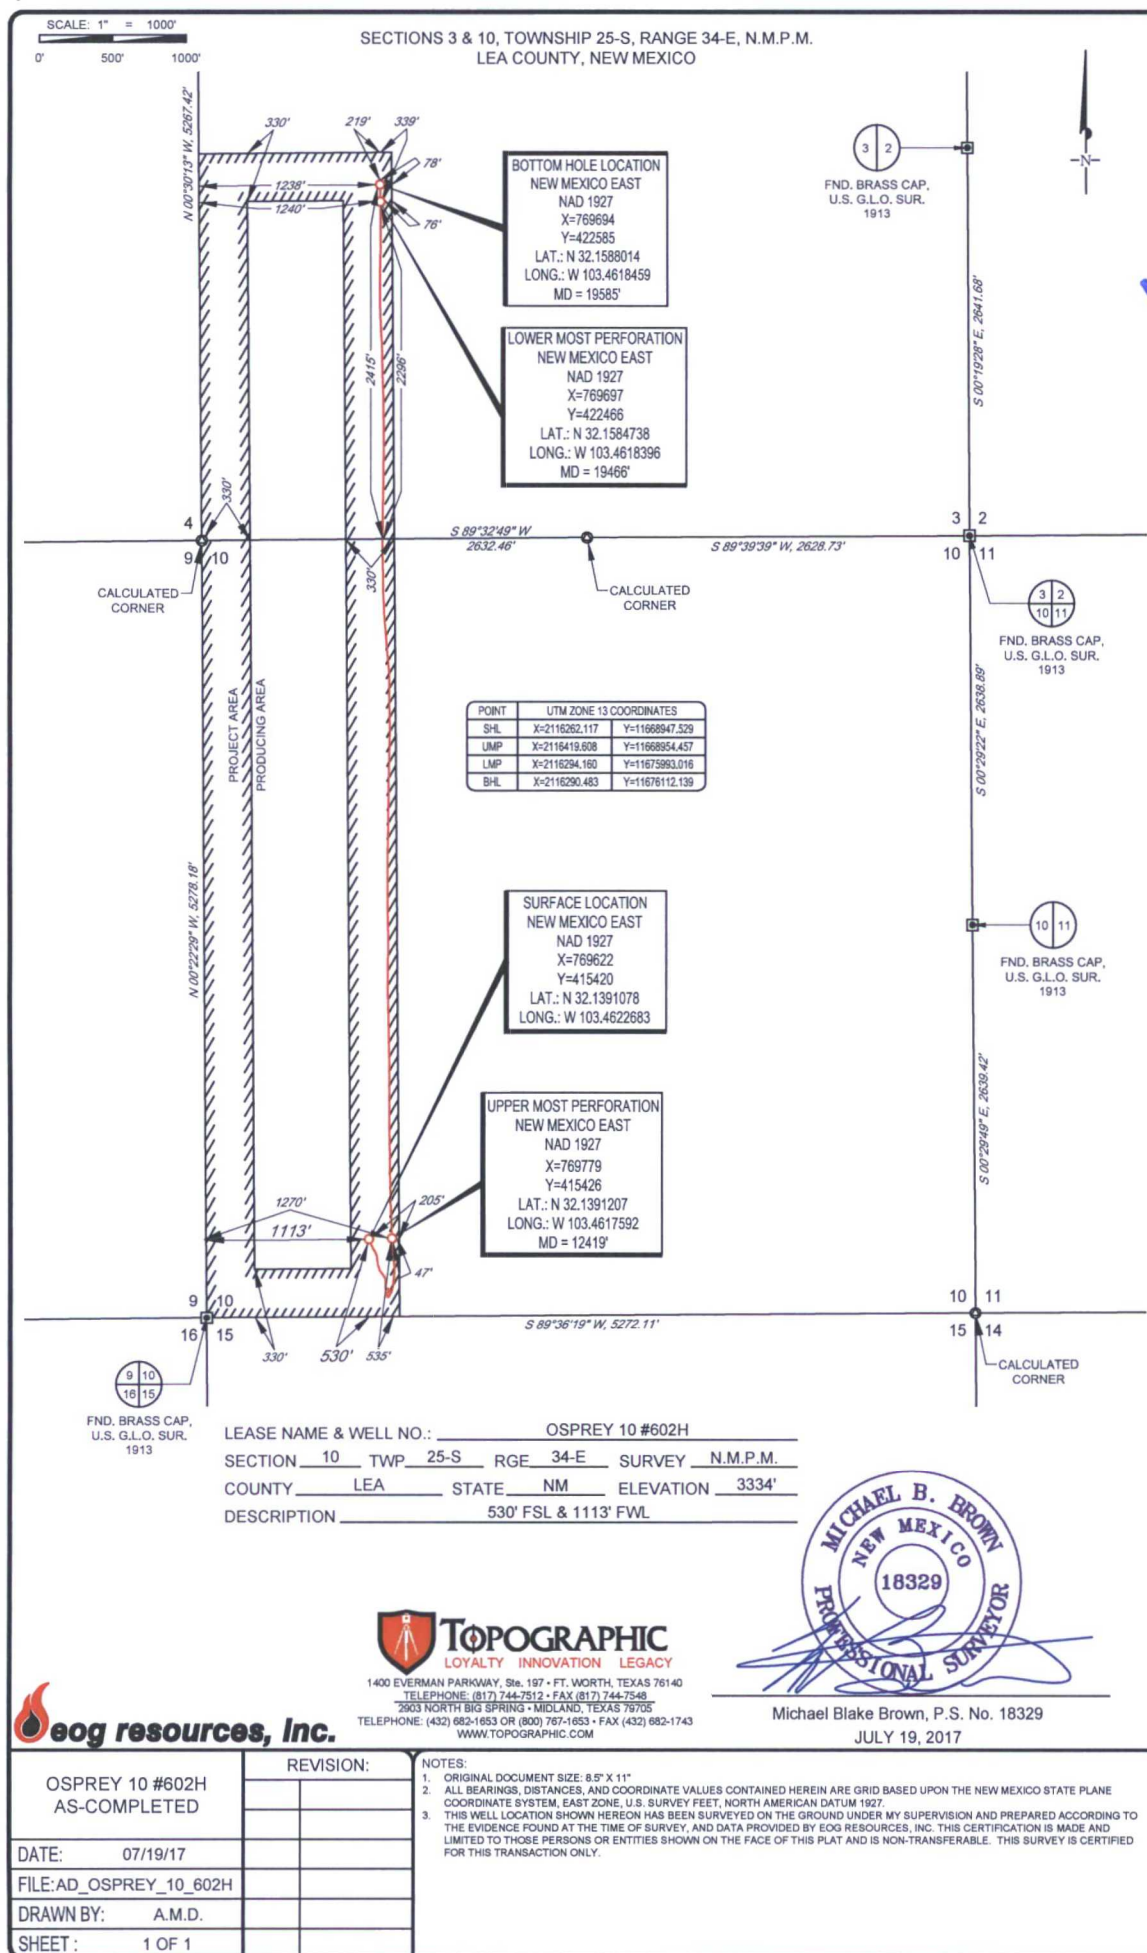 SCALE: 1" = 1000'
0' 500' 1000'
SECTIONS 3 & 10, TOWNSHIP 25-S, RANGE 34-E, N.M.P.M.
LEA COUNTY, NEW MEXICO
N 00°30'13" W, 5267.42'
330'
219'
339'
78'
1238'
1240'
76'
BOTTOM HOLE LOCATION
NEW MEXICO EAST
NAD 1927
X=769694
Y=422585
LAT.: N 32.1588014
LONG.: W 103.4618459
MD = 19585'
3 2
FND. BRASS CAP,
U.S. G.L.O. SUR.
1913
-N-
LOWER MOST PERFORATION
NEW MEXICO EAST
NAD 1927
X=769697
Y=422466
LAT.: N 32.1584738
LONG.: W 103.4618396
MD = 19466'
2415'
2296'
S 00°19'28" E, 2641.68'
330'
4
9 10
S 89°32'49" W
2632.46'
S 89°39'39" W, 2628.73'
3 2
10 11
330'
CALCULATED
CORNER
CALCULATED
CORNER
3 2
10 11
FND. BRASS CAP,
U.S. G.L.O. SUR.
1913
PROJECT AREA
PRODUCING AREA
POINT UTM ZONE 13 COORDINATES
SHL X=2116262.117 Y=11668947.529
UMP X=2116419.608 Y=11668954.457
LMP X=2116294.160 Y=11675993.016
BHL X=2116290.483 Y=11676112.139
S 00°29'22" E, 2638.89'
N 00°22'29" W, 5278.18'
SURFACE LOCATION
NEW MEXICO EAST
NAD 1927
X=769622
Y=415420
LAT.: N 32.1391078
LONG.: W 103.4622683
10 11
FND. BRASS CAP,
U.S. G.L.O. SUR.
1913
S 00°29'49" E, 2639.42'
UPPER MOST PERFORATION
NEW MEXICO EAST
NAD 1927
X=769779
Y=415426
LAT.: N 32.1391207
LONG.: W 103.4617592
MD = 12419'
1270'
205'
1113'
47'
9 10
16 15
S 89°36'19" W, 5272.11'
10 11
15 14
330'
530'
535'
CALCULATED
CORNER
9 10
16 15
FND. BRASS CAP,
U.S. G.L.O. SUR.
1913
LEASE NAME & WELL NO.: OSPREY 10 #602H
SECTION 10 TWP 25-S RGE 34-E SURVEY N.M.P.M.
COUNTY LEA STATE NM ELEVATION 3334'
DESCRIPTION 530' FSL & 1113' FWL
MICHAEL B. BROWN
NEW MEXICO
18329
PROFESSIONAL SURVEYOR
TOPOGRAPHIC
LOYALTY INNOVATION LEGACY
1400 EVERMAN PARKWAY, Ste. 197 • FT. WORTH, TEXAS 76140
TELEPHONE: (817) 744-7512 • FAX (817) 744-7548
2903 NORTH BIG SPRING • MIDLAND, TEXAS 79705
TELEPHONE: (432) 682-1653 OR (800) 767-1653 • FAX (432) 682-1743
WWW.TOPOGRAPHIC.COM
eog resources, Inc.
Michael Blake Brown, P.S. No. 18329
JULY 19, 2017
OSPREY 10 #602H
AS-COMPLETED
REVISION:
DATE: 07/19/17
FILE:AD_OSPREY_10_602H
DRAWN BY: A.M.D.
SHEET : 1 OF 1
NOTES:
1. ORIGINAL DOCUMENT SIZE: 8.5" X 11"
2. ALL BEARINGS, DISTANCES, AND COORDINATE VALUES CONTAINED HEREIN ARE GRID BASED UPON THE NEW MEXICO STATE PLANE
COORDINATE SYSTEM, EAST ZONE, U.S. SURVEY FEET, NORTH AMERICAN DATUM 1927.
3. THIS WELL LOCATION SHOWN HEREON HAS BEEN SURVEYED ON THE GROUND UNDER MY SUPERVISION AND PREPARED ACCORDING TO
THE EVIDENCE FOUND AT THE TIME OF SURVEY, AND DATA PROVIDED BY EOG RESOURCES, INC. THIS CERTIFICATION IS MADE AND
LIMITED TO THOSE PERSONS OR ENTITIES SHOWN ON THE FACE OF THIS PLAT AND IS NON-TRANSFERABLE. THIS SURVEY IS CERTIFIED
FOR THIS TRANSACTION ONLY.